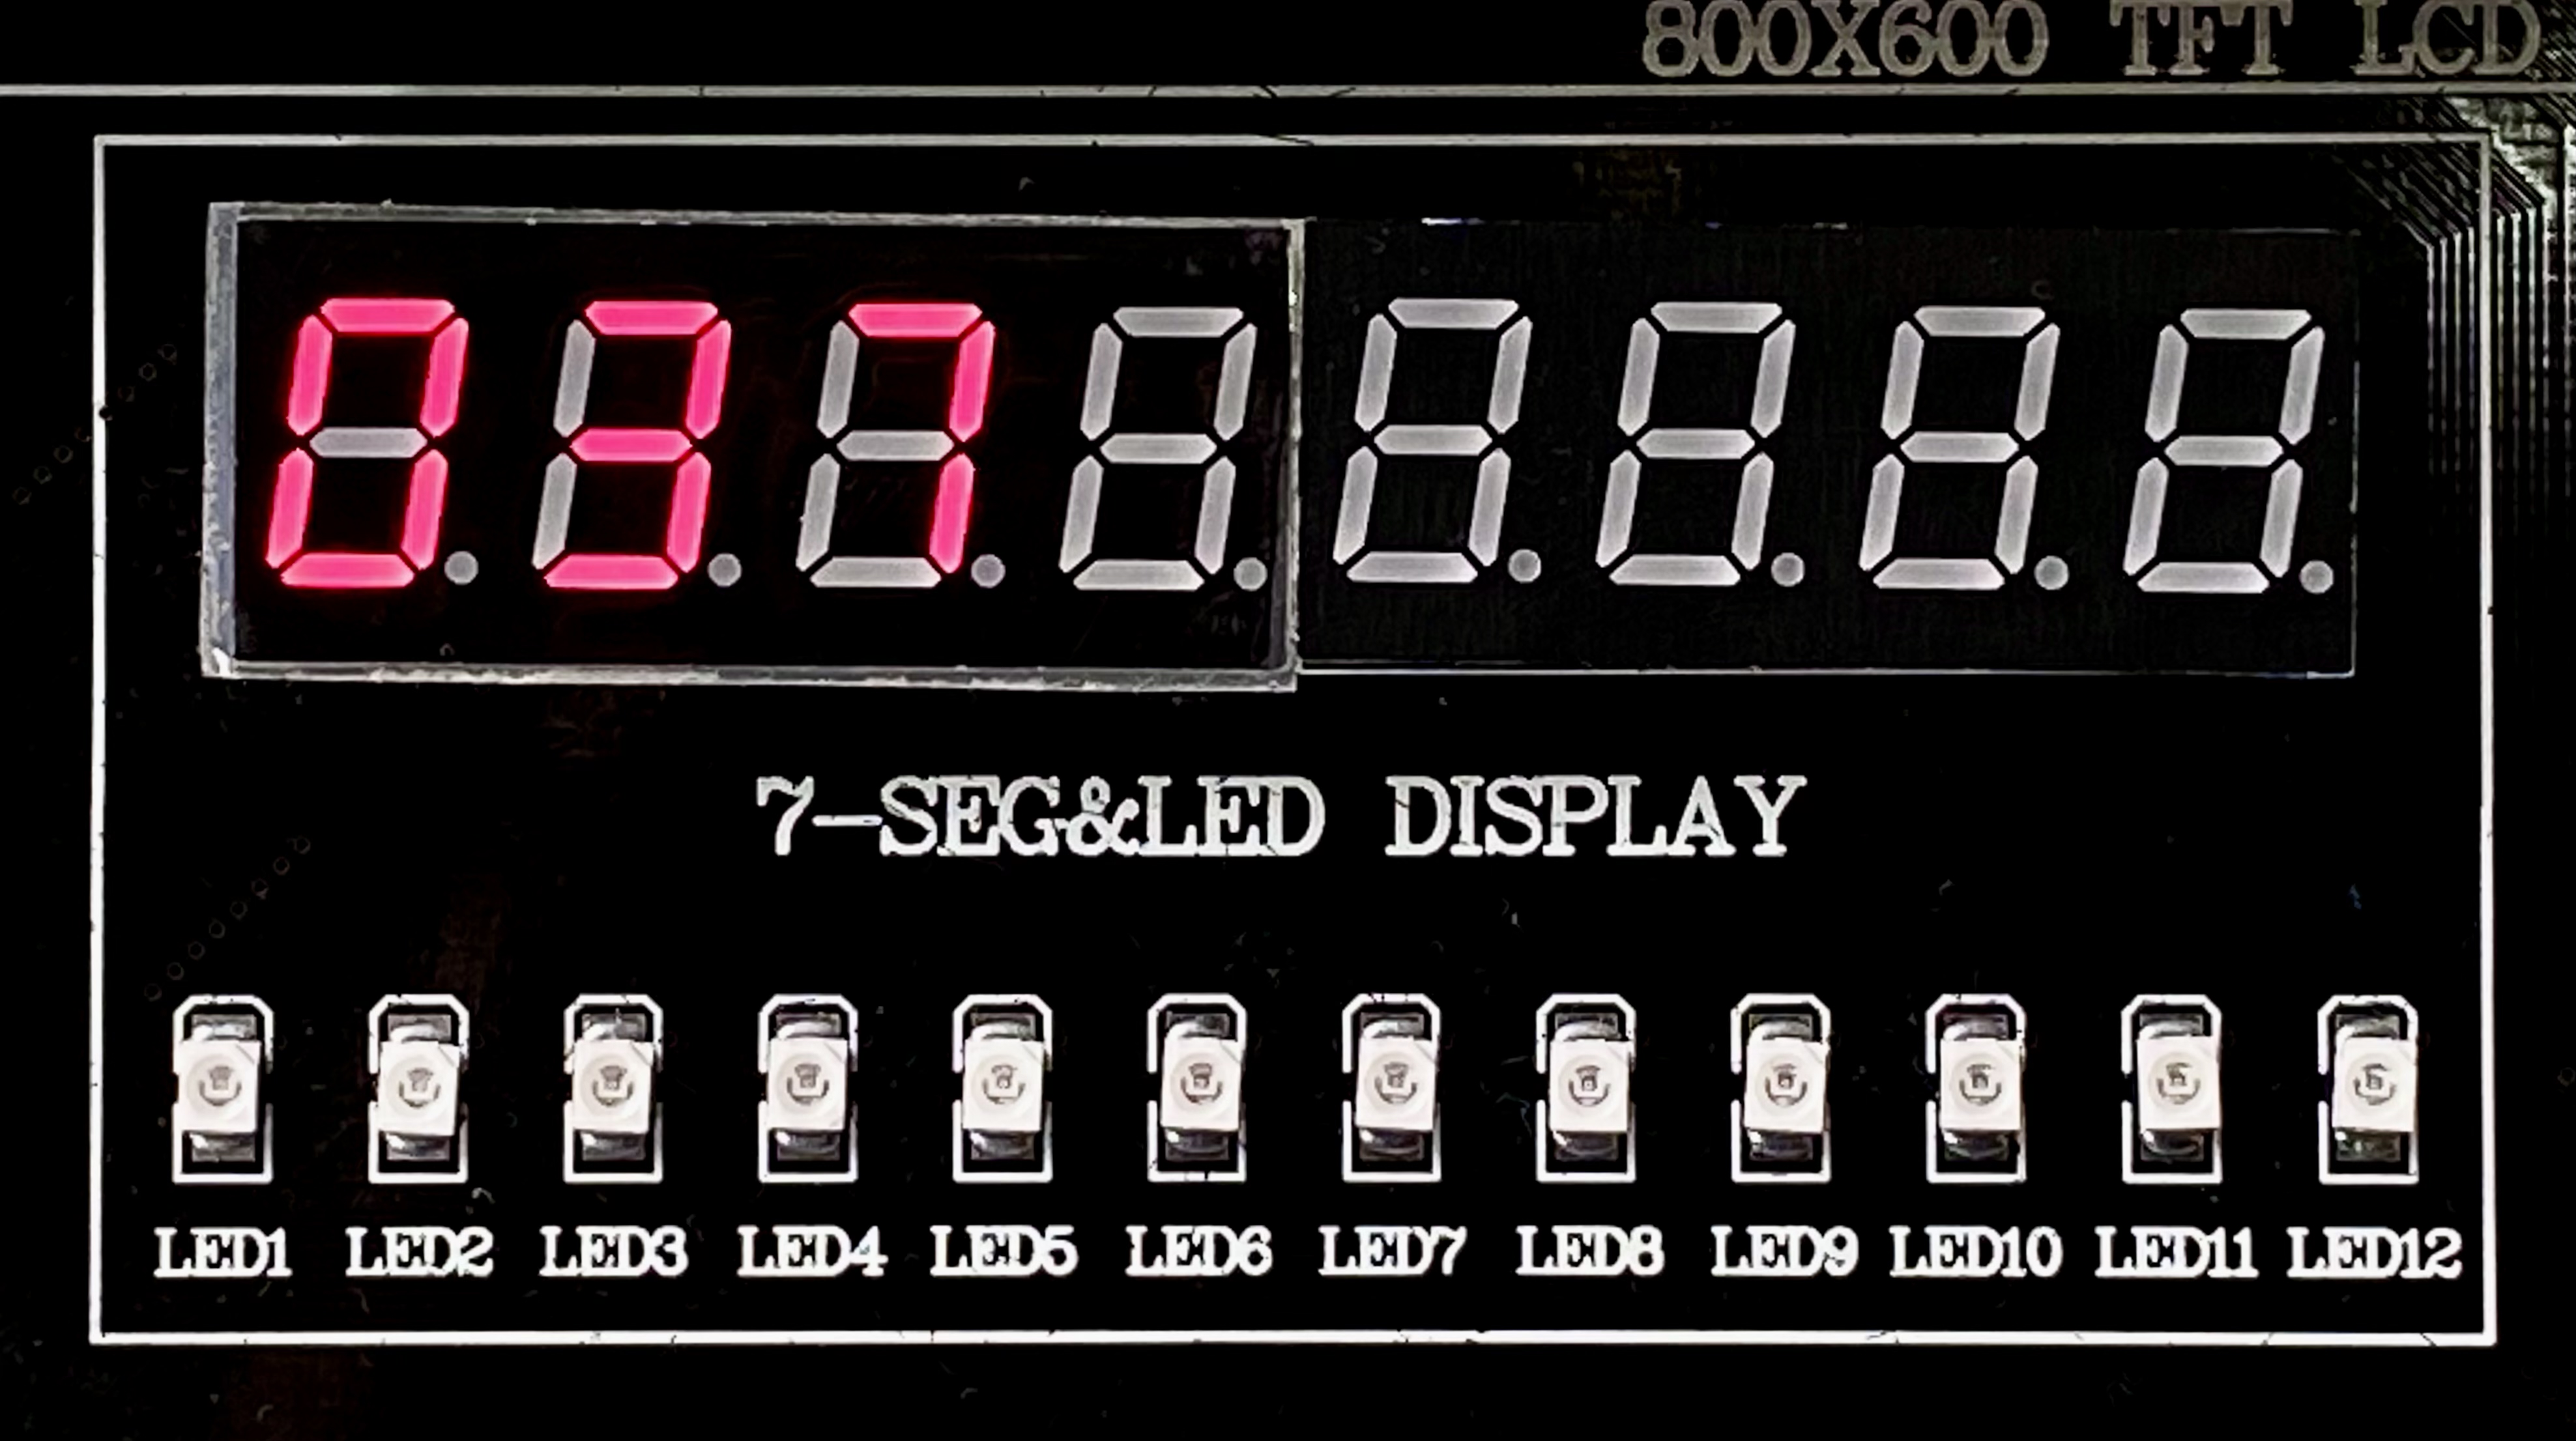 800X600 TFT LCD
037
7-SEG&LED DISPLAY
LED1 LED2 LED3 LED4 LED5 LED6 LED7 LED8 LED9 LED10 LED11 LED12